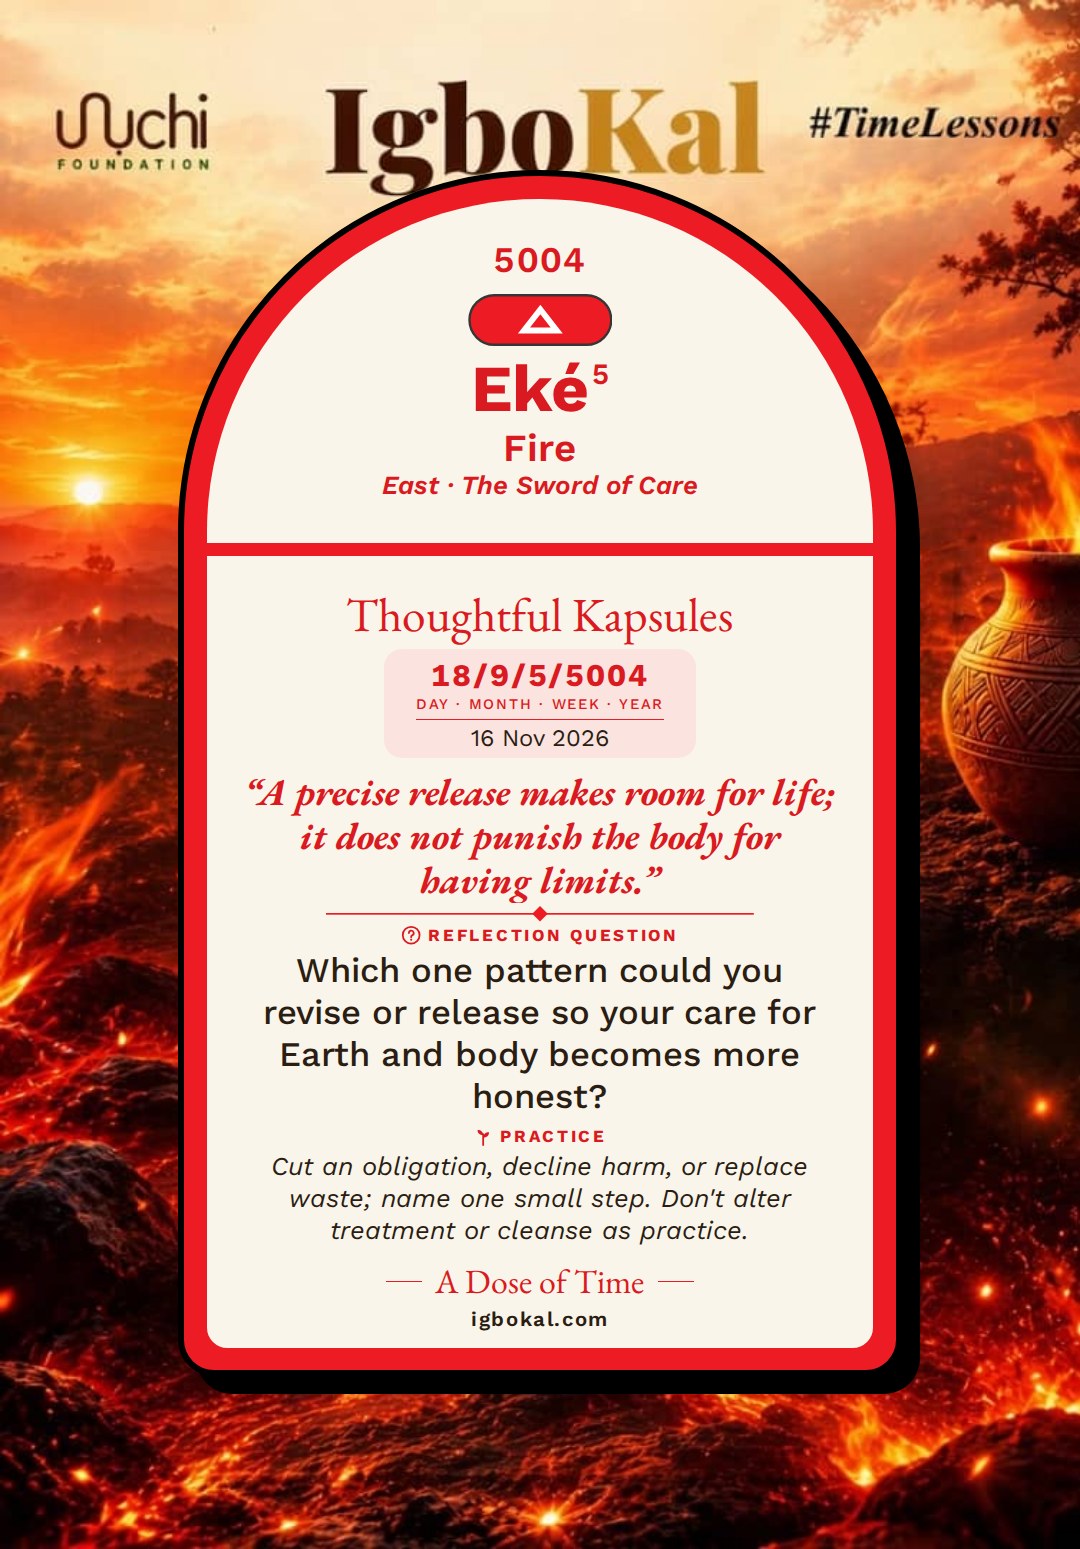 Ụchi
FOUNDATION
IgboKal
#TimeLessons
5004
Eké⁵
Fire
East · The Sword of Care
Thoughtful Kapsules
18/9/5/5004
DAY · MONTH · WEEK · YEAR
16 Nov 2026
“A precise release makes room for life;
it does not punish the body for
having limits.”
REFLECTION QUESTION
Which one pattern could you
revise or release so your care for
Earth and body becomes more
honest?
PRACTICE
Cut an obligation, decline harm, or replace
waste; name one small step. Don't alter
treatment or cleanse as practice.
A Dose of Time
igbokal.com